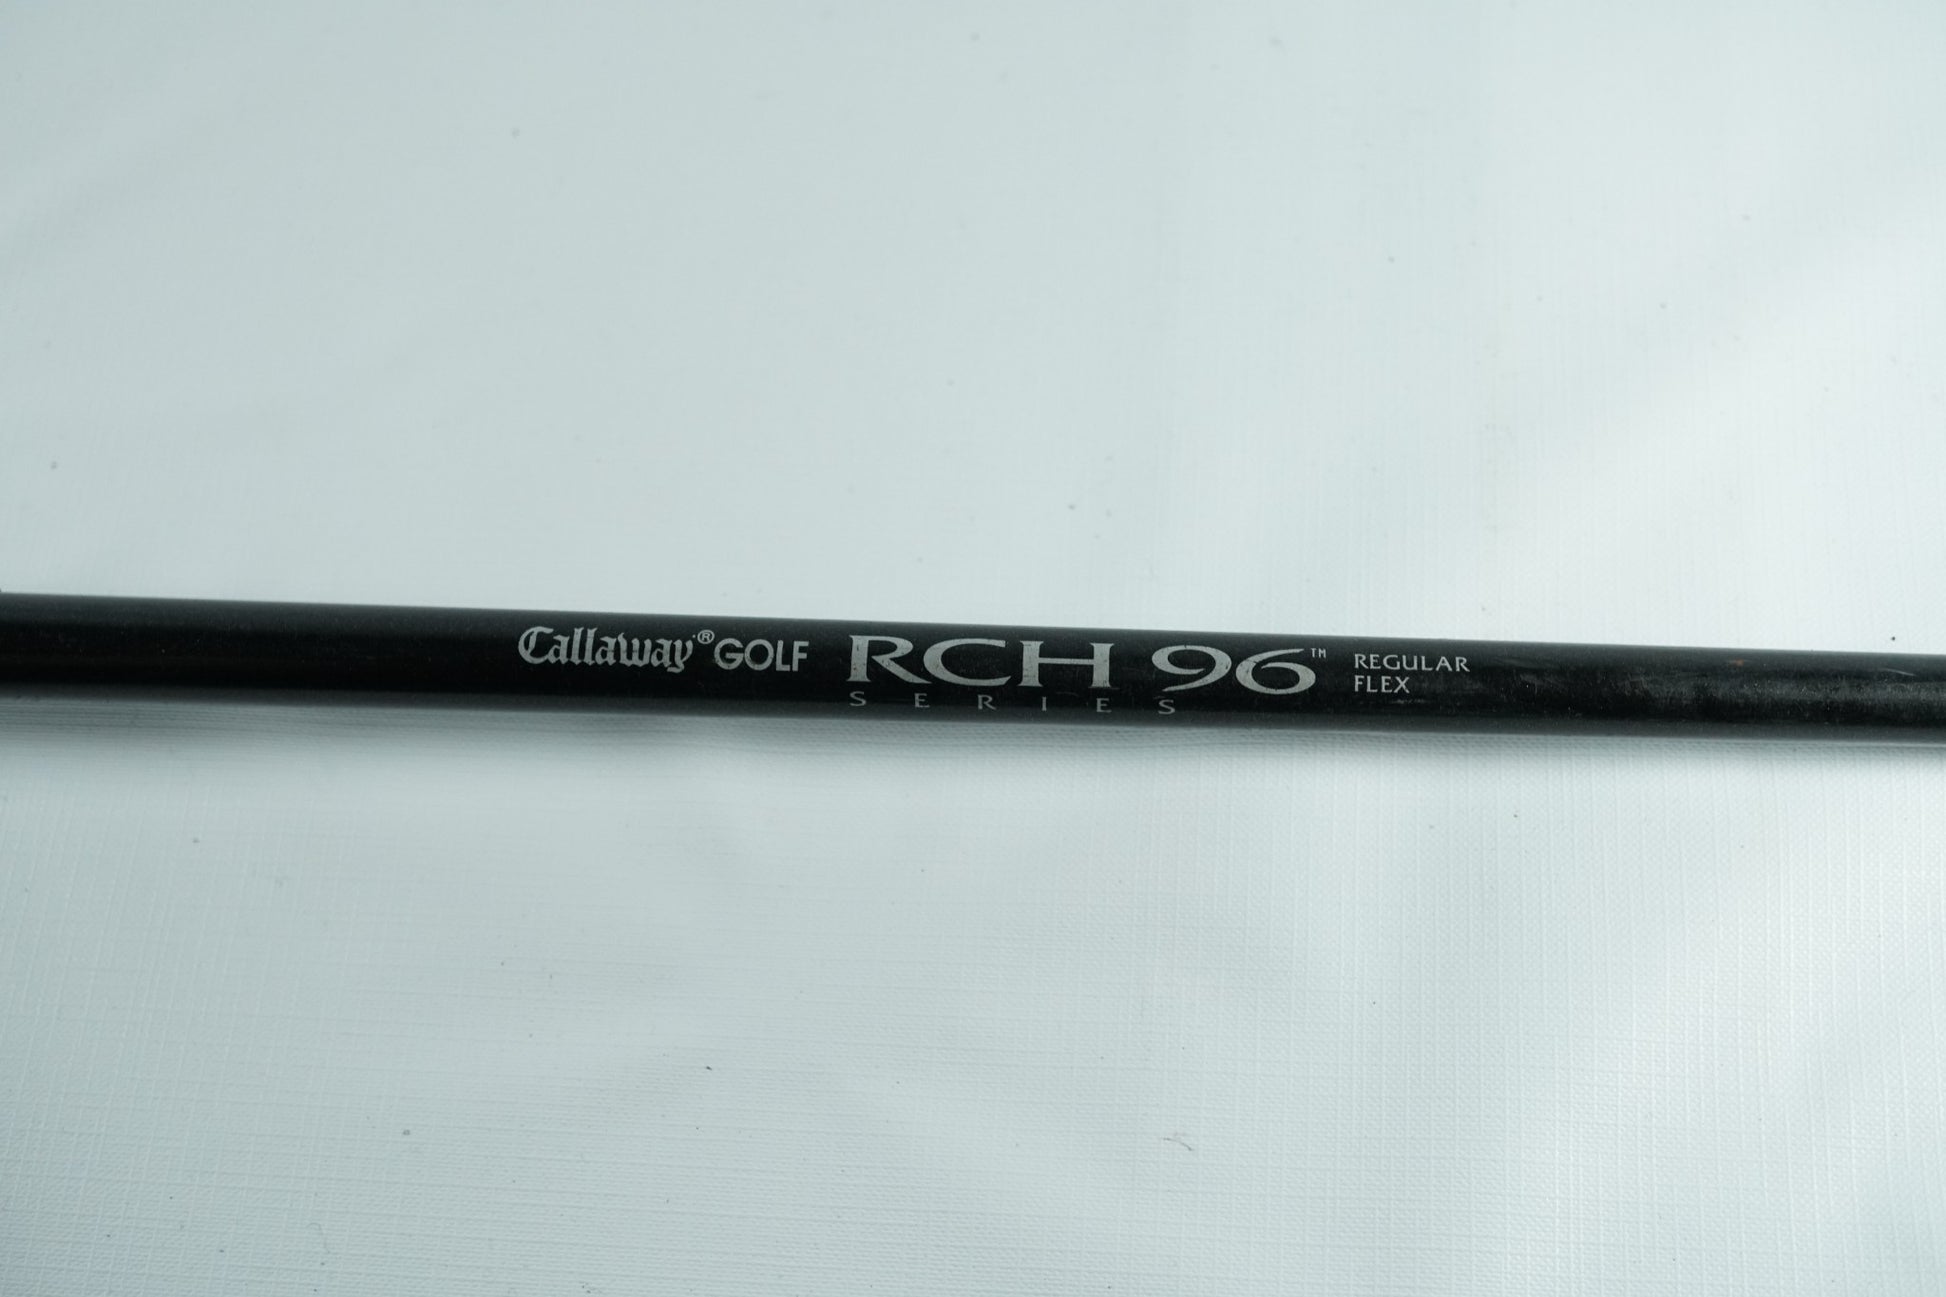 Callaway® GOLF RCH 96™ REGULAR
FLEX
SERIES